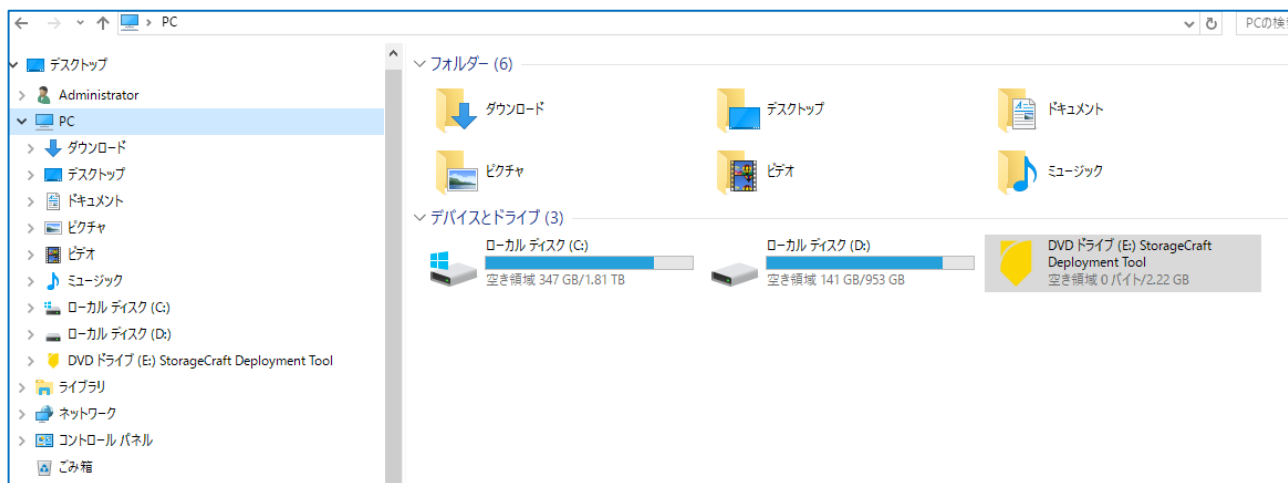 PC
PCの検
デスクトップ
Administrator
PC
ダウンロード
デスクトップ
ドキュメント
ピクチャ
ビデオ
ミュージック
ローカル ディスク (C:)
ローカル ディスク (D:)
DVD ドライブ (E:) StorageCraft Deployment Tool
ライブラリ
ネットワーク
コントロール パネル
ごみ箱
フォルダー (6)
ダウンロード
デスクトップ
ドキュメント
ピクチャ
ビデオ
ミュージック
デバイスとドライブ (3)
ローカル ディスク (C:)
空き領域 347 GB/1.81 TB
ローカル ディスク (D:)
空き領域 141 GB/953 GB
DVD ドライブ (E:) StorageCraft
Deployment Tool
空き領域 0 バイト/2.22 GB